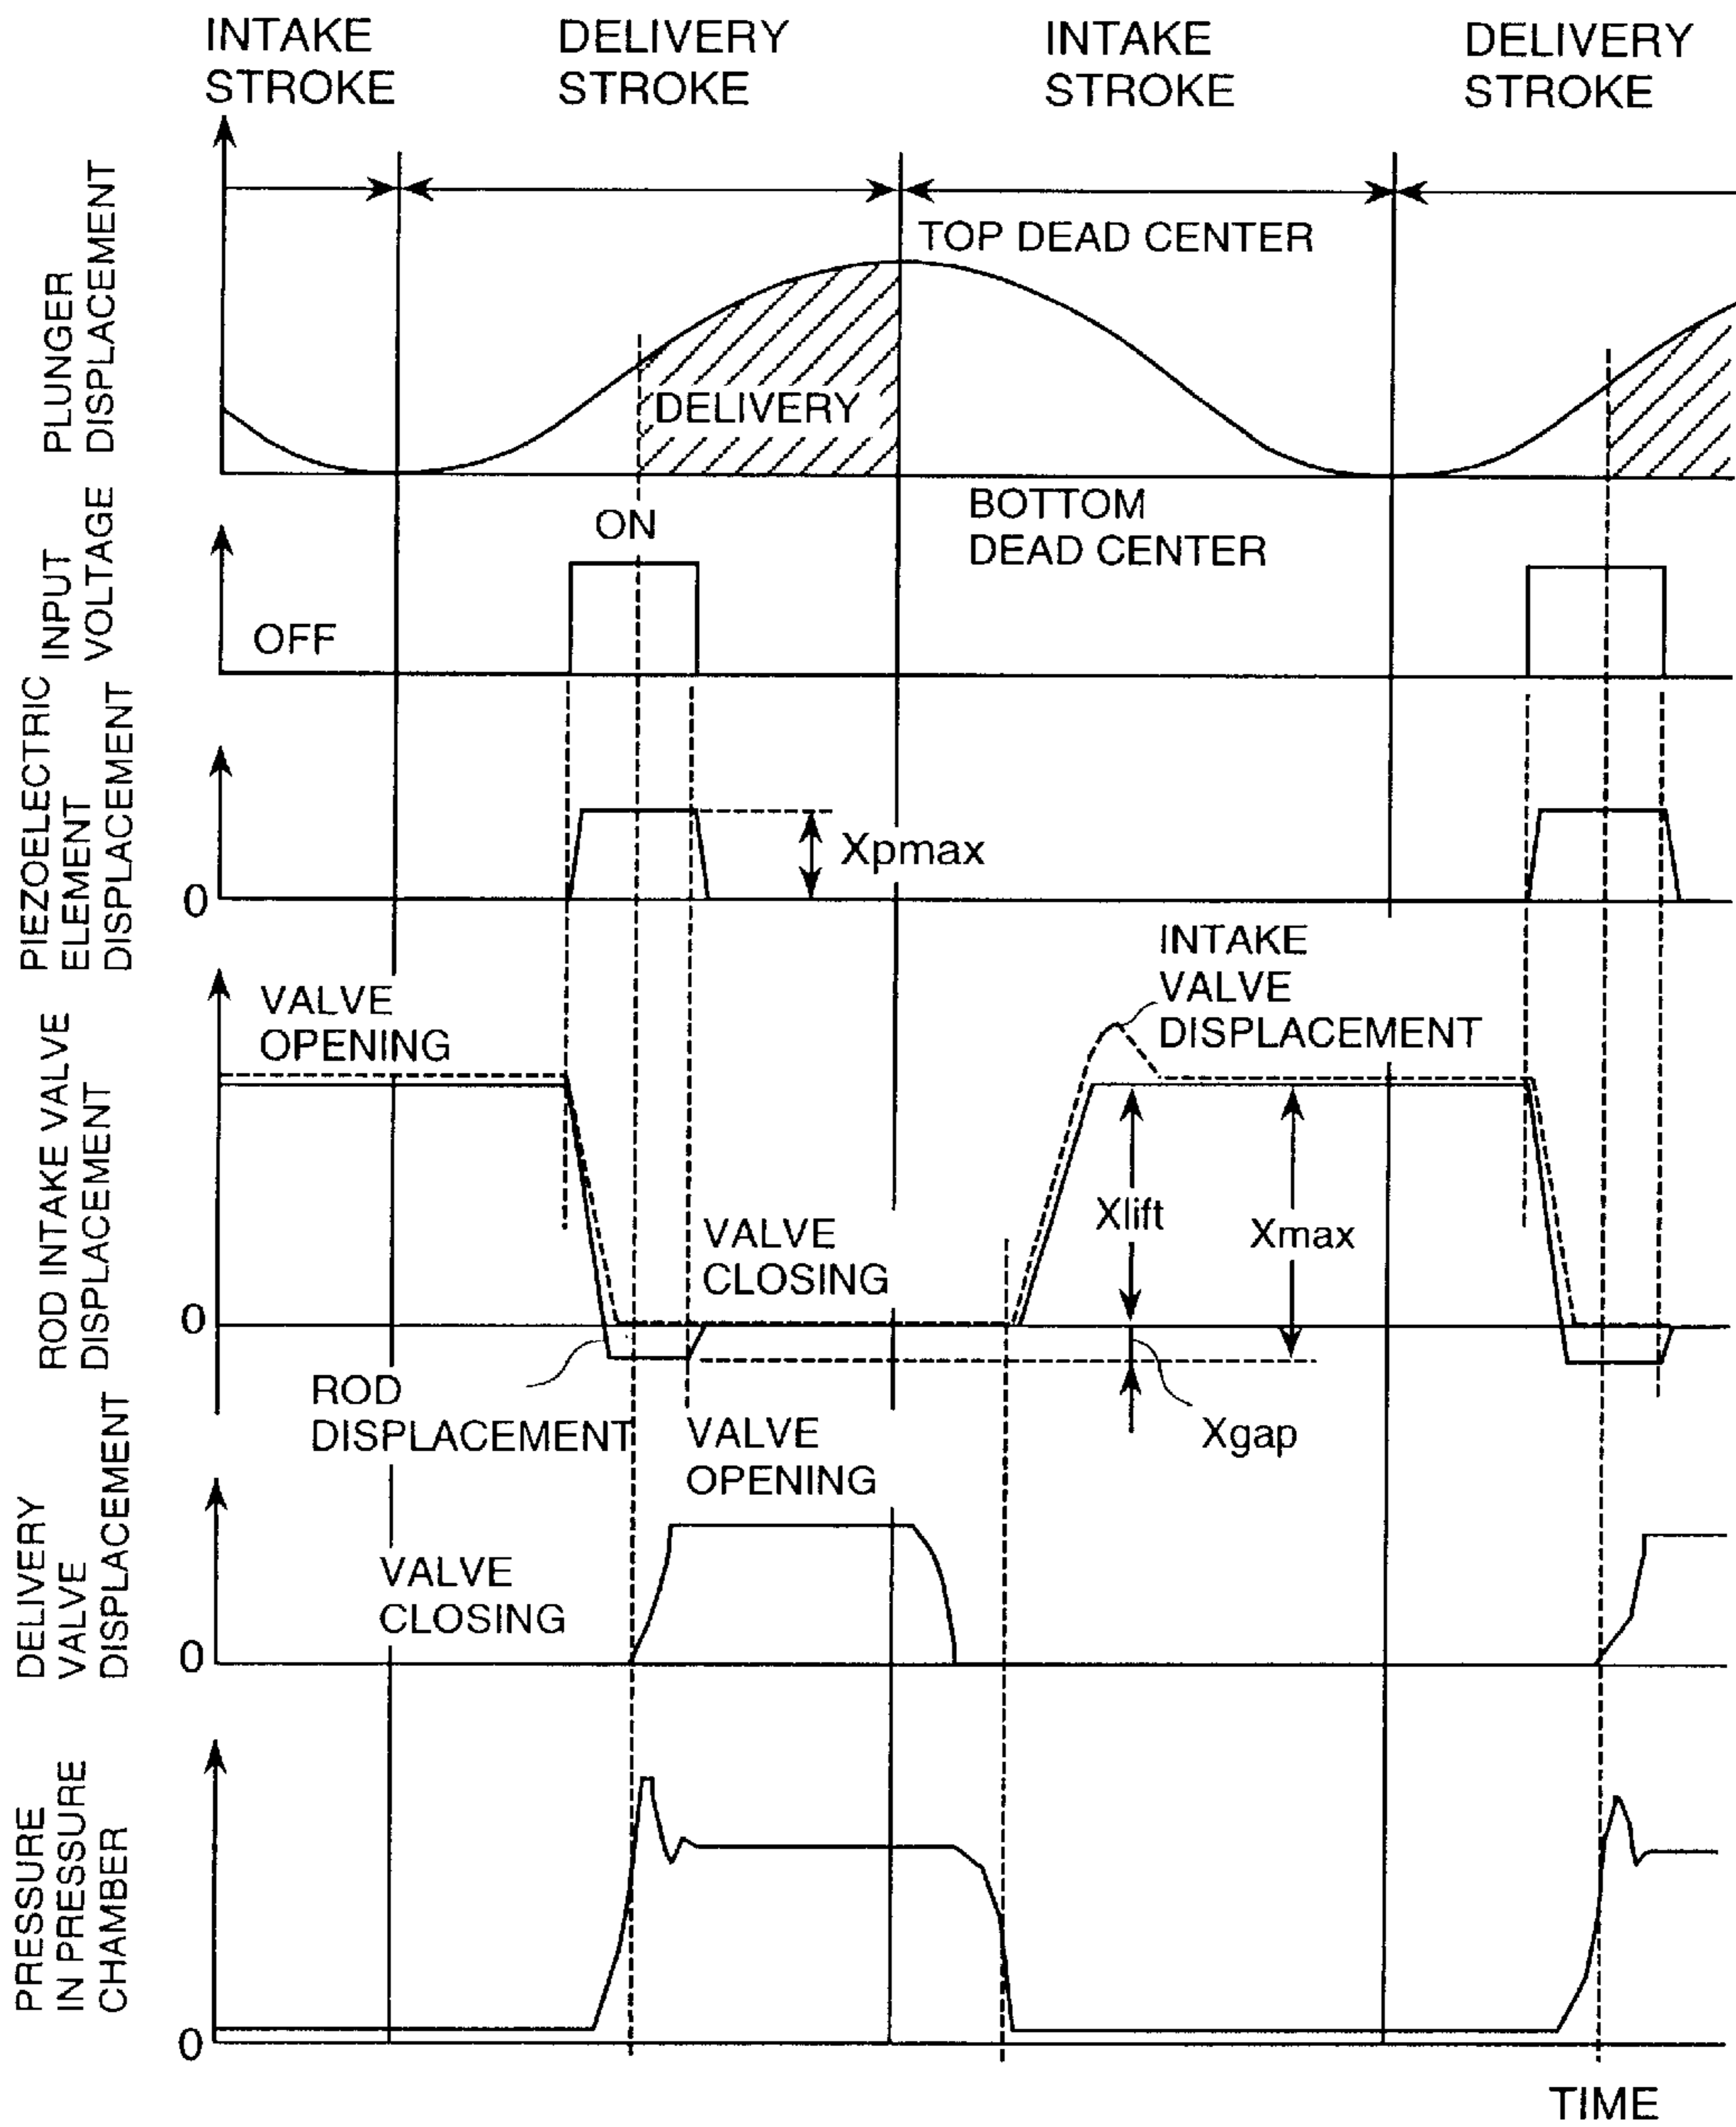 INTAKE
STROKE
DELIVERY
STROKE
INTAKE
STROKE
DELIVERY
STROKE
PLUNGER
DISPLACEMENT
TOP DEAD CENTER
DELIVERY
BOTTOM
DEAD CENTER
INPUT
VOLTAGE
ON
OFF
PIEZOELECTRIC
ELEMENT
DISPLACEMENT
Xpmax
0
ROD INTAKE VALVE
DISPLACEMENT
VALVE
OPENING
INTAKE
VALVE
DISPLACEMENT
Xlift
Xmax
VALVE
CLOSING
0
ROD
DISPLACEMENT
Xgap
DELIVERY
VALVE
DISPLACEMENT
VALVE
OPENING
VALVE
CLOSING
0
PRESSURE
IN PRESSURE
CHAMBER
0
TIME